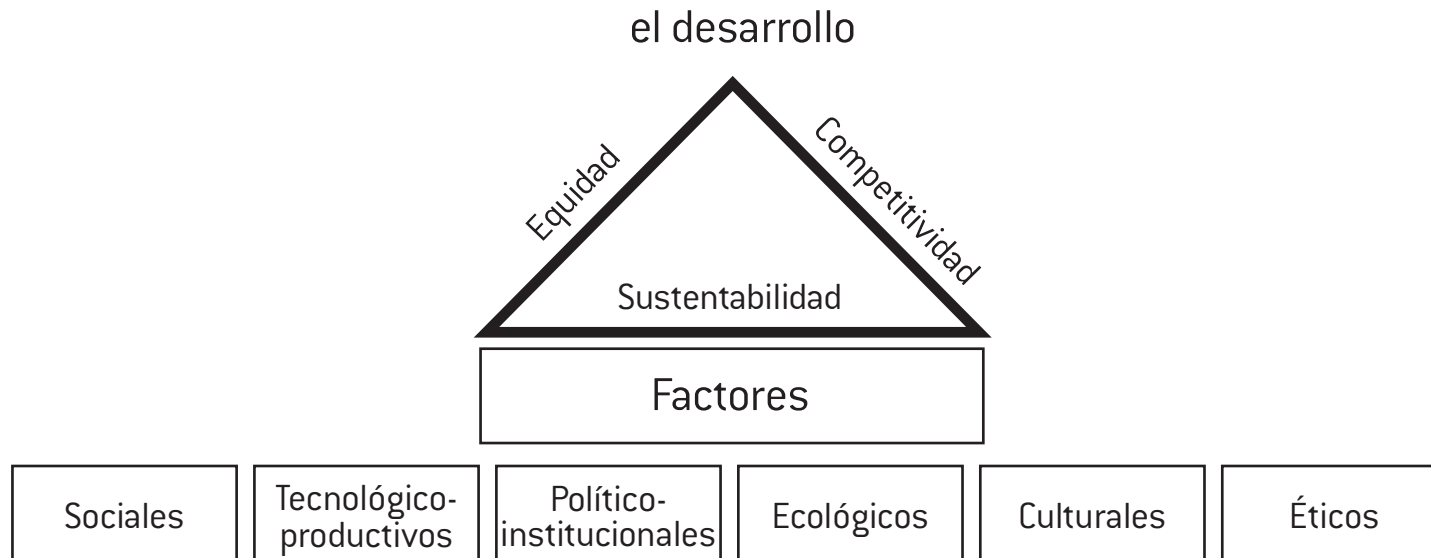 el desarrollo
Equidad
Competitividad
Sustentabilidad
Factores
Sociales
Tecnológico-
productivos
Político-
institucionales
Ecológicos
Culturales
Éticos